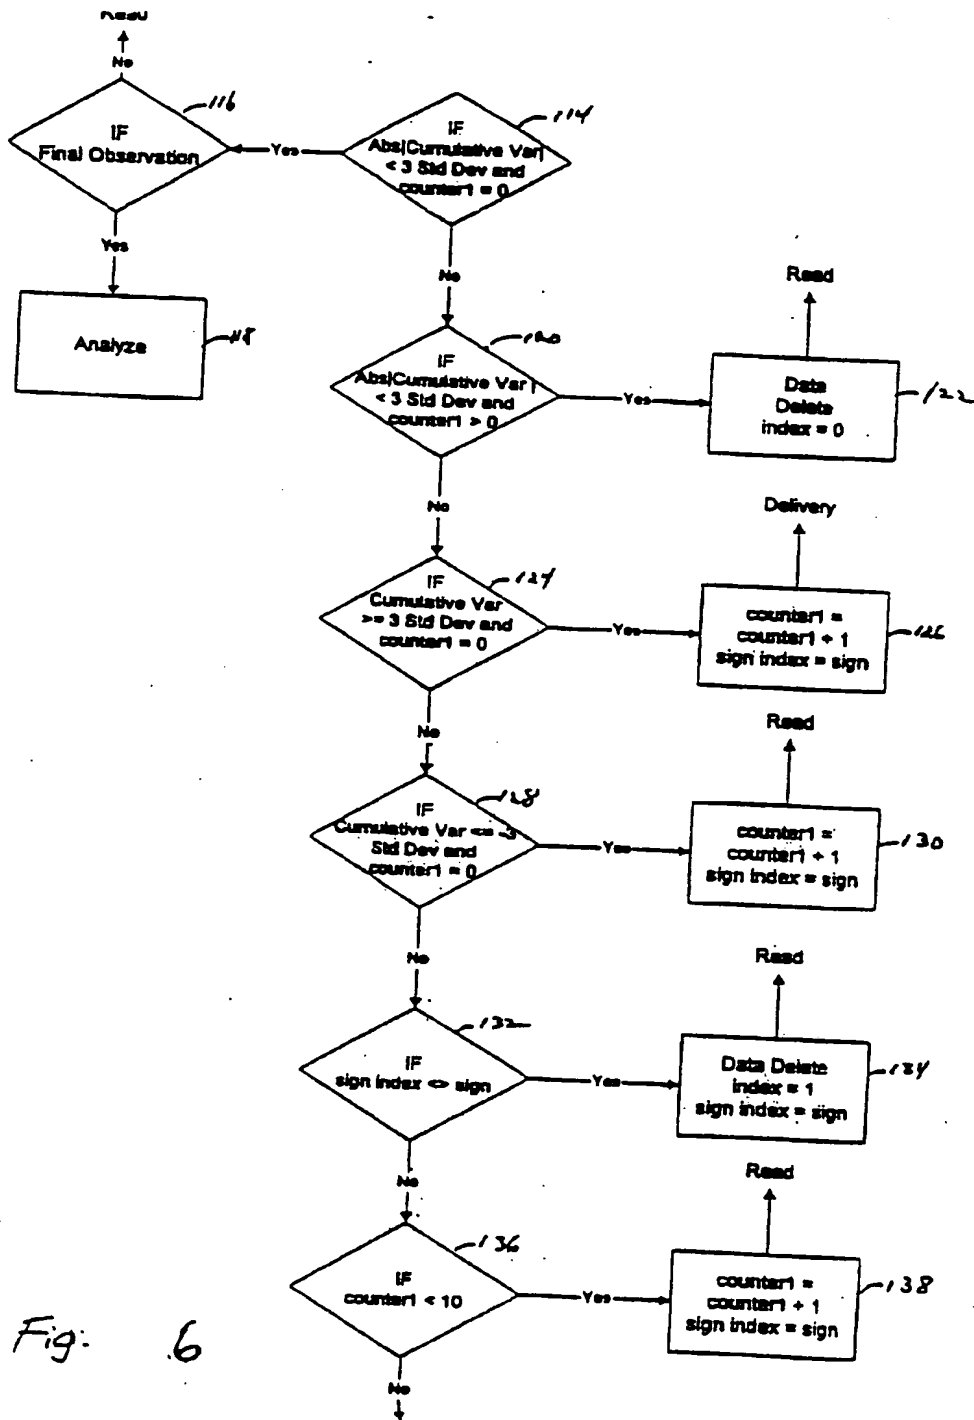 Read
No
116
IF
Final Observation
Yes
114
IF
Abs|Cumulative Var|
< 3 Std Dev and
counter1 = 0
Yes
Analyze
118
No
120
IF
Abs|Cumulative Var |
< 3 Std Dev and
counter1 > 0
Yes
Read
Data
Delete
index = 0
122
No
124
IF
Cumulative Var
>= 3 Std Dev and
counter1 = 0
Yes
Delivery
counter1 =
counter1 + 1
sign index = sign
126
No
128
IF
Cumulative Var <= -3
Std Dev and
counter1 = 0
Yes
Read
counter1 =
counter1 + 1
sign index = sign
130
No
132
IF
sign index <> sign
Yes
Read
Data Delete
index = 1
sign index = sign
134
No
136
IF
counter1 < 10
Yes
Read
counter1 =
counter1 + 1
sign index = sign
138
No
Fig. 6